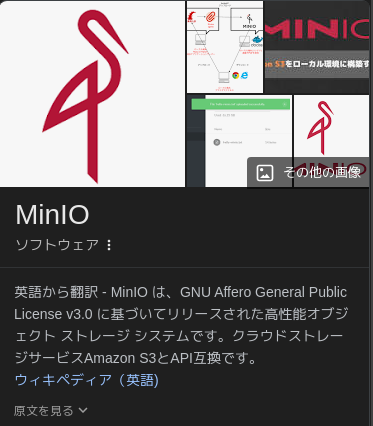 MINIO
MINIC
on S3をローカル環境に構築す
その他の画像
MinIO
ソフトウェア
英語から翻訳 - MinIO は、GNU Affero General Public
License v3.0 に基づいてリリースされた高性能オブジ
ェクト ストレージ システムです。クラウドストレー
ジサービスAmazon S3とAPI互換です。
ウィキペディア（英語)
原文を見る